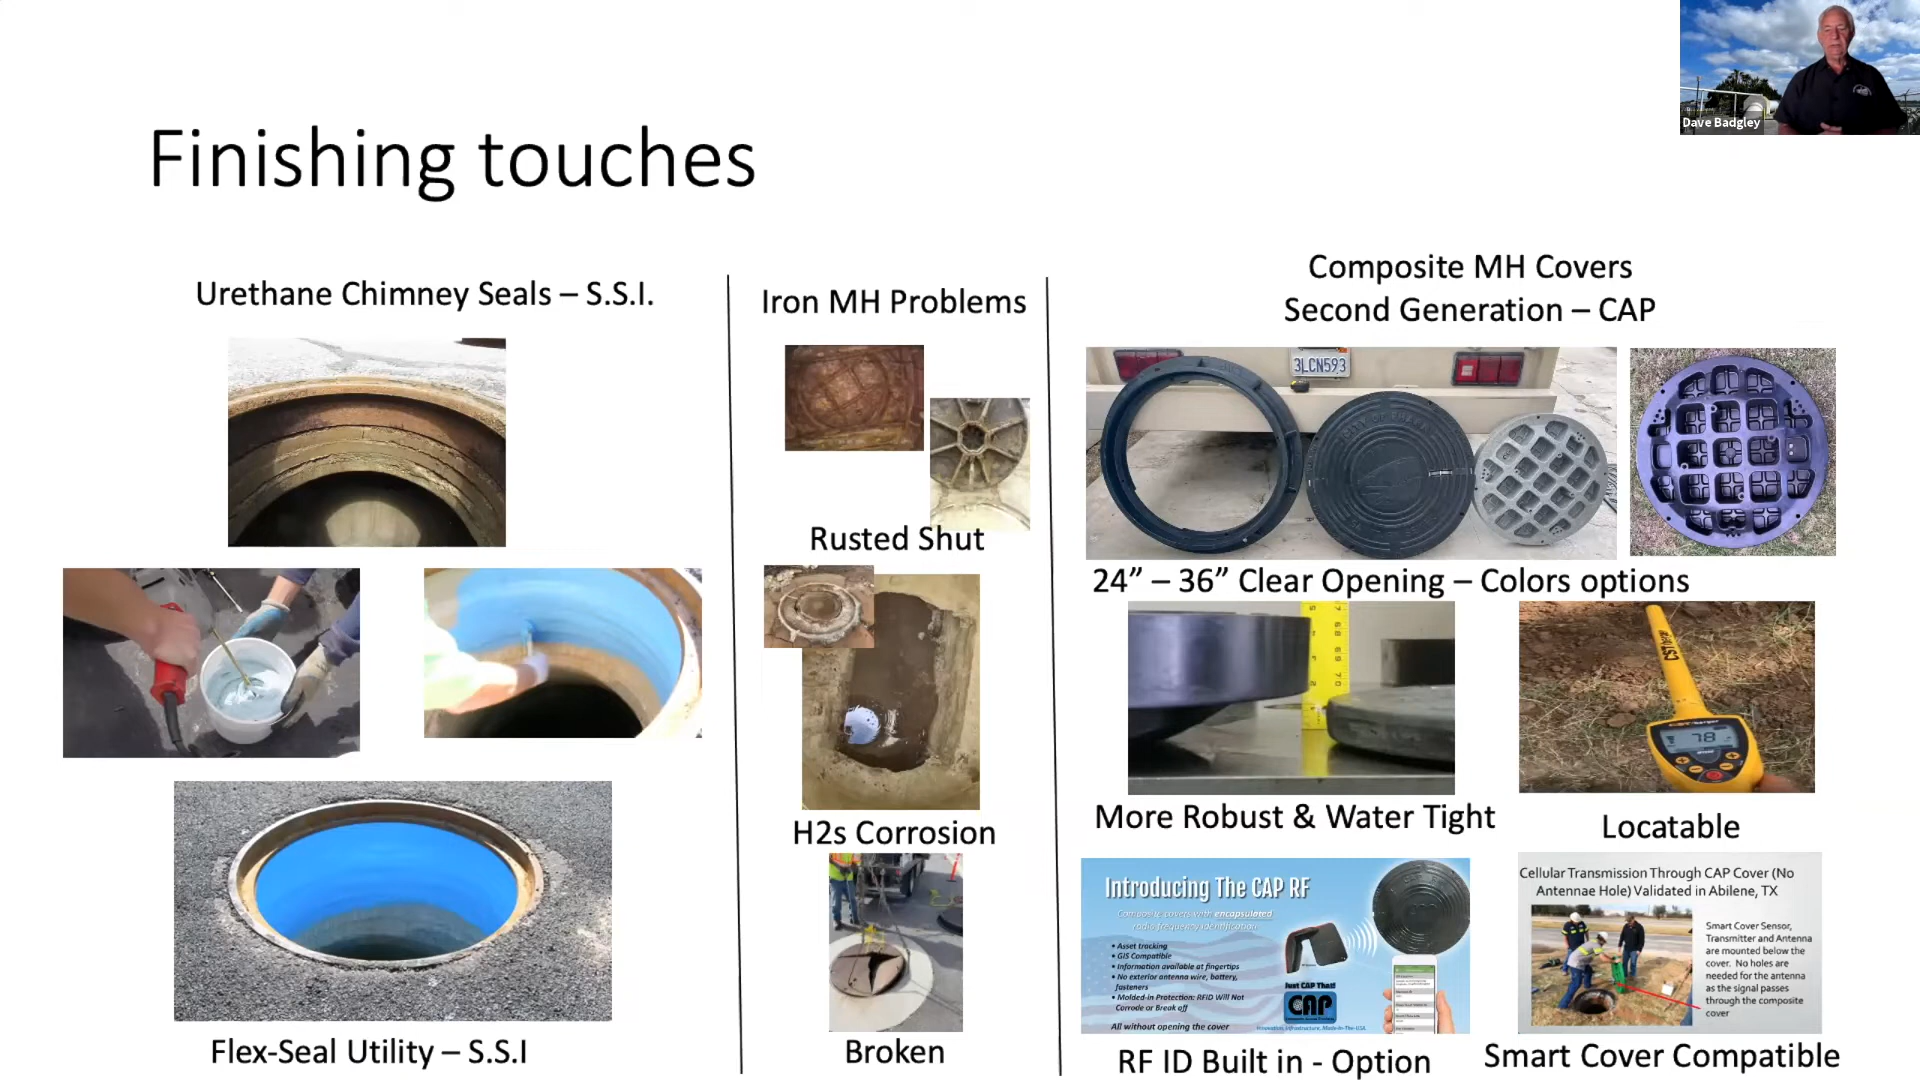 Dave Badgley
Finishing touches
Urethane Chimney Seals – S.S.I.
Flex-Seal Utility – S.S.I
Iron MH Problems
Rusted Shut
H2s Corrosion
Broken
Composite MH Covers
Second Generation – CAP
3LCN593
24” – 36” Clear Opening – Colors options
More Robust & Water Tight
78
Locatable
Introducing The CAP RF
Composite covers with encapsulated
radio frequency identification
• Asset tracking
• GIS Compatible
• Information available at fingertips
• No exterior antenna wire, battery,
fasteners
• Molded-in Protection: RFID Will Not
Corrode or Break off
All without opening the cover
Just CAP That!
CAP
RF ID Built in - Option
Cellular Transmission Through CAP Cover (No
Antennae Hole) Validated in Abilene, TX
Smart Cover Sensor,
Transmitter and Antenna
are mounted below the
cover. No holes are
needed for the antenna
as the signal passes
through the composite
cover
Smart Cover Compatible